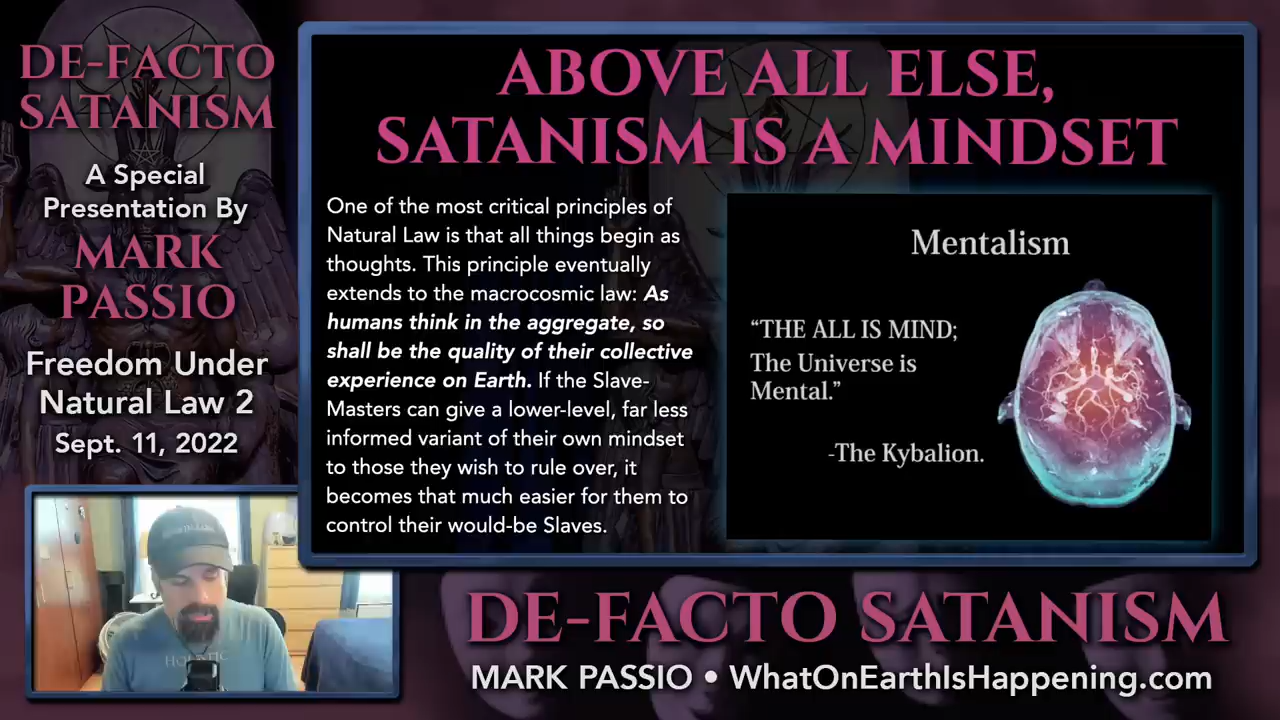 DE-FACTO
SATANISM
A Special
Presentation By
MARK
PASSIO
Freedom Under
Natural Law 2
Sept. 11, 2022
ABOVE ALL ELSE,
SATANISM IS A MINDSET
One of the most critical principles of
Natural Law is that all things begin as
thoughts. This principle eventually
extends to the macrocosmic law: As
humans think in the aggregate, so
shall be the quality of their collective
experience on Earth. If the Slave-
Masters can give a lower-level, far less
informed variant of their own mindset
to those they wish to rule over, it
becomes that much easier for them to
control their would-be Slaves.
Mentalism
“THE ALL IS MIND;
The Universe is
Mental.”
-The Kybalion.
DE-FACTO SATANISM
MARK PASSIO • WhatOnEarthIsHappening.com